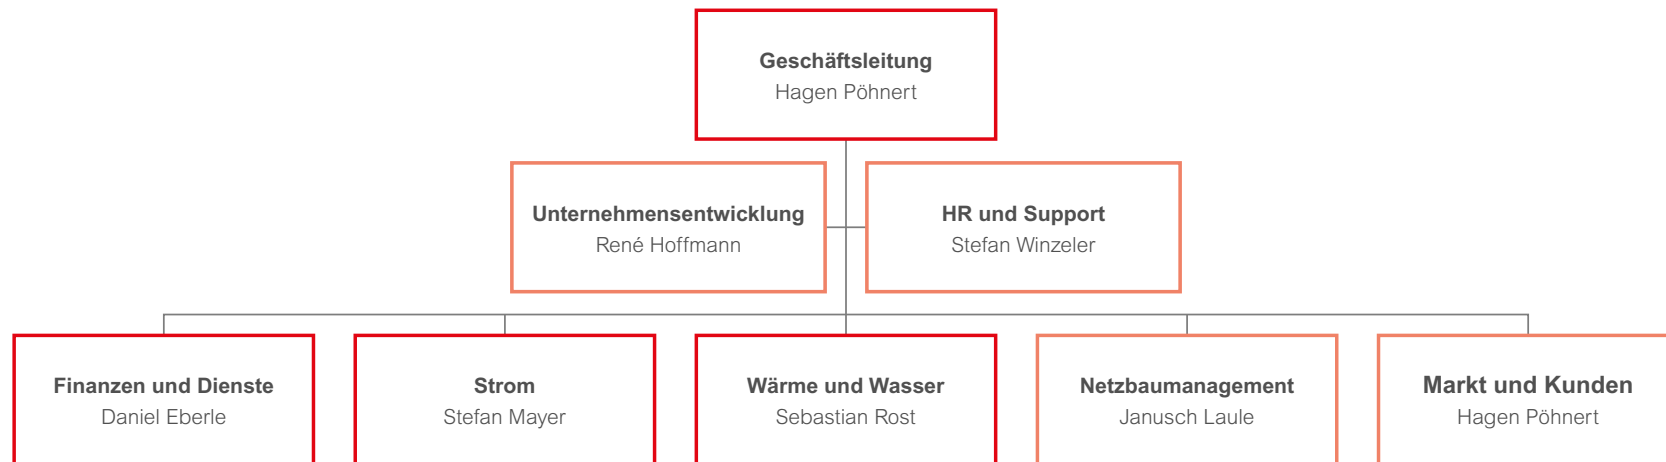 Geschäftsleitung
Hagen Pöhnert
Unternehmensentwicklung
René Hoffmann
HR und Support
Stefan Winzeler
Finanzen und Dienste
Daniel Eberle
Strom
Stefan Mayer
Wärme und Wasser
Sebastian Rost
Netzbaumanagement
Janusch Laule
Markt und Kunden
Hagen Pöhnert